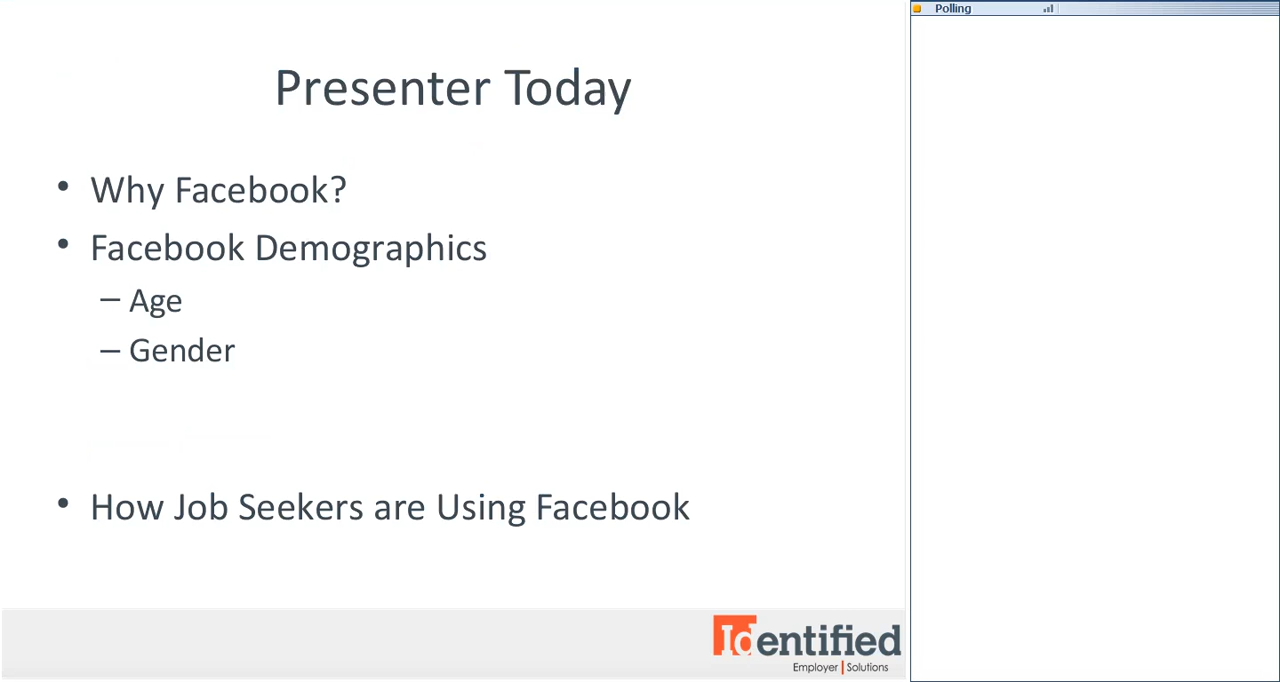 Polling
Presenter Today
• Why Facebook?
• Facebook Demographics
– Age
– Gender
• How Job Seekers are Using Facebook
Identified
Employer | Solutions